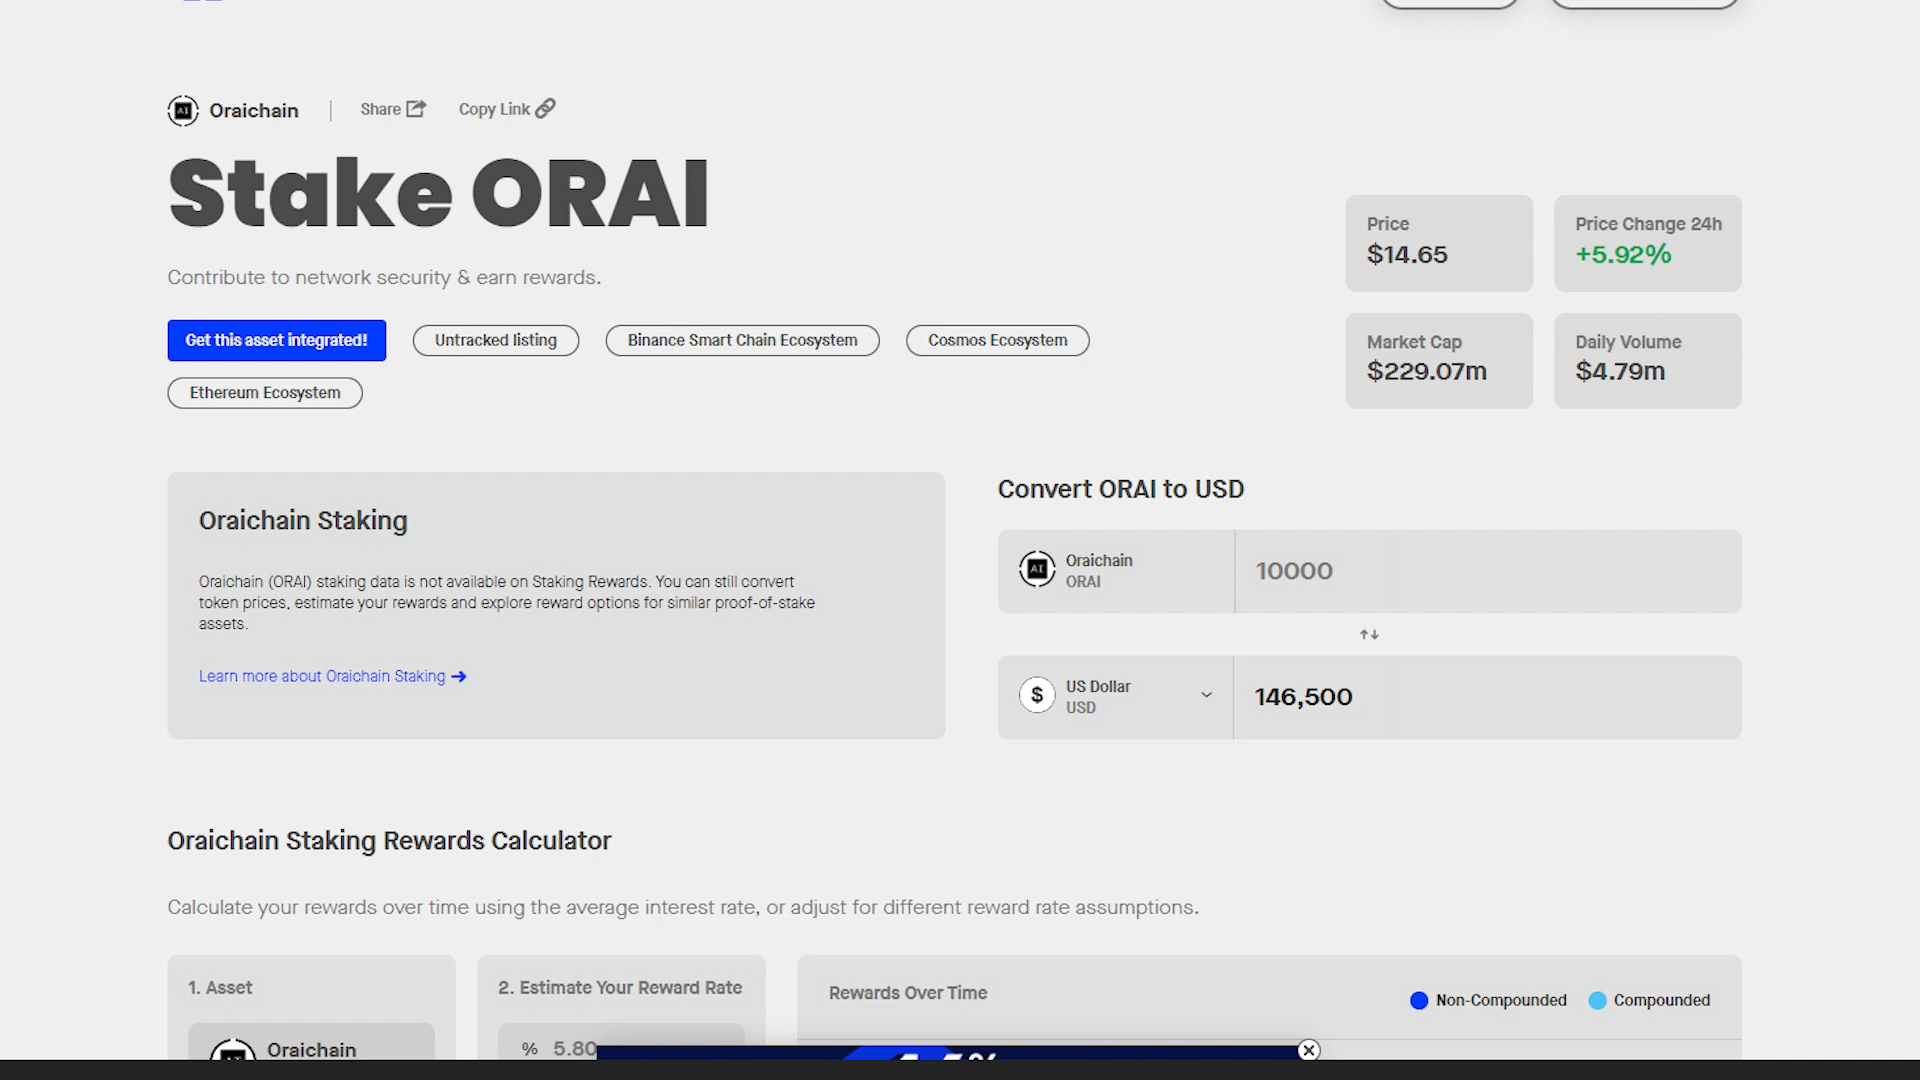 Oraichain
Share
Copy Link
Stake ORAI
Contribute to network security & earn rewards.
Get this asset integrated!
Untracked listing
Binance Smart Chain Ecosystem
Cosmos Ecosystem
Ethereum Ecosystem
Price
$14.65
Price Change 24h
+5.92%
Market Cap
$229.07m
Daily Volume
$4.79m
Oraichain Staking
Oraichain (ORAI) staking data is not available on Staking Rewards. You can still convert
token prices, estimate your rewards and explore reward options for similar proof-of-stake
assets.
Learn more about Oraichain Staking →
Convert ORAI to USD
AI
Oraichain
ORAI
10000
$
US Dollar
USD
146,500
Oraichain Staking Rewards Calculator
Calculate your rewards over time using the average interest rate, or adjust for different reward rate assumptions.
1. Asset
Oraichain
2. Estimate Your Reward Rate
% 5.80
Rewards Over Time
Non-Compounded
Compounded